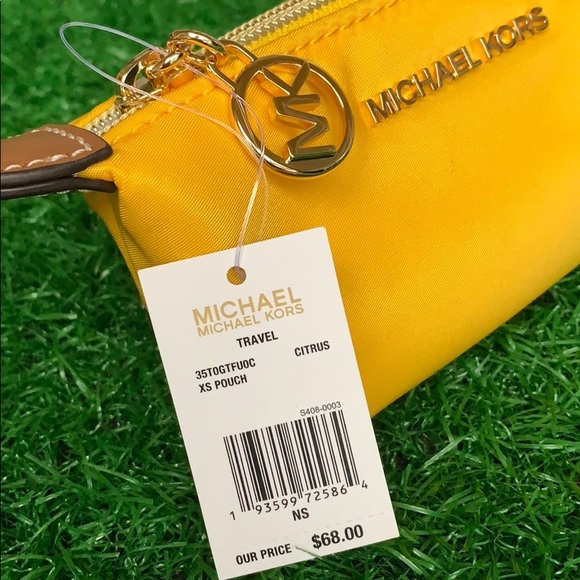 MICHAEL KORS
MK
MICHAEL
MICHAEL KORS
TRAVEL
35T0GTFU0C CITRUS
XS POUCH
S408-0003
1 93599 72586 4
NS
OUR PRICE $68.00